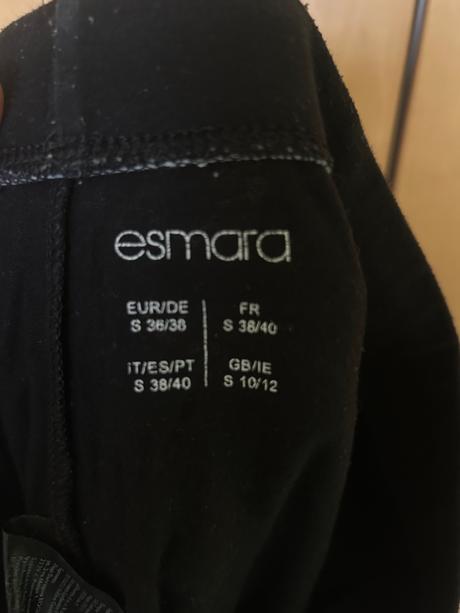 esmara
EUR/DE
S 36/38
FR
S 38/40
IT/ES/PT
S 38/40
GB/IE
S 10/12